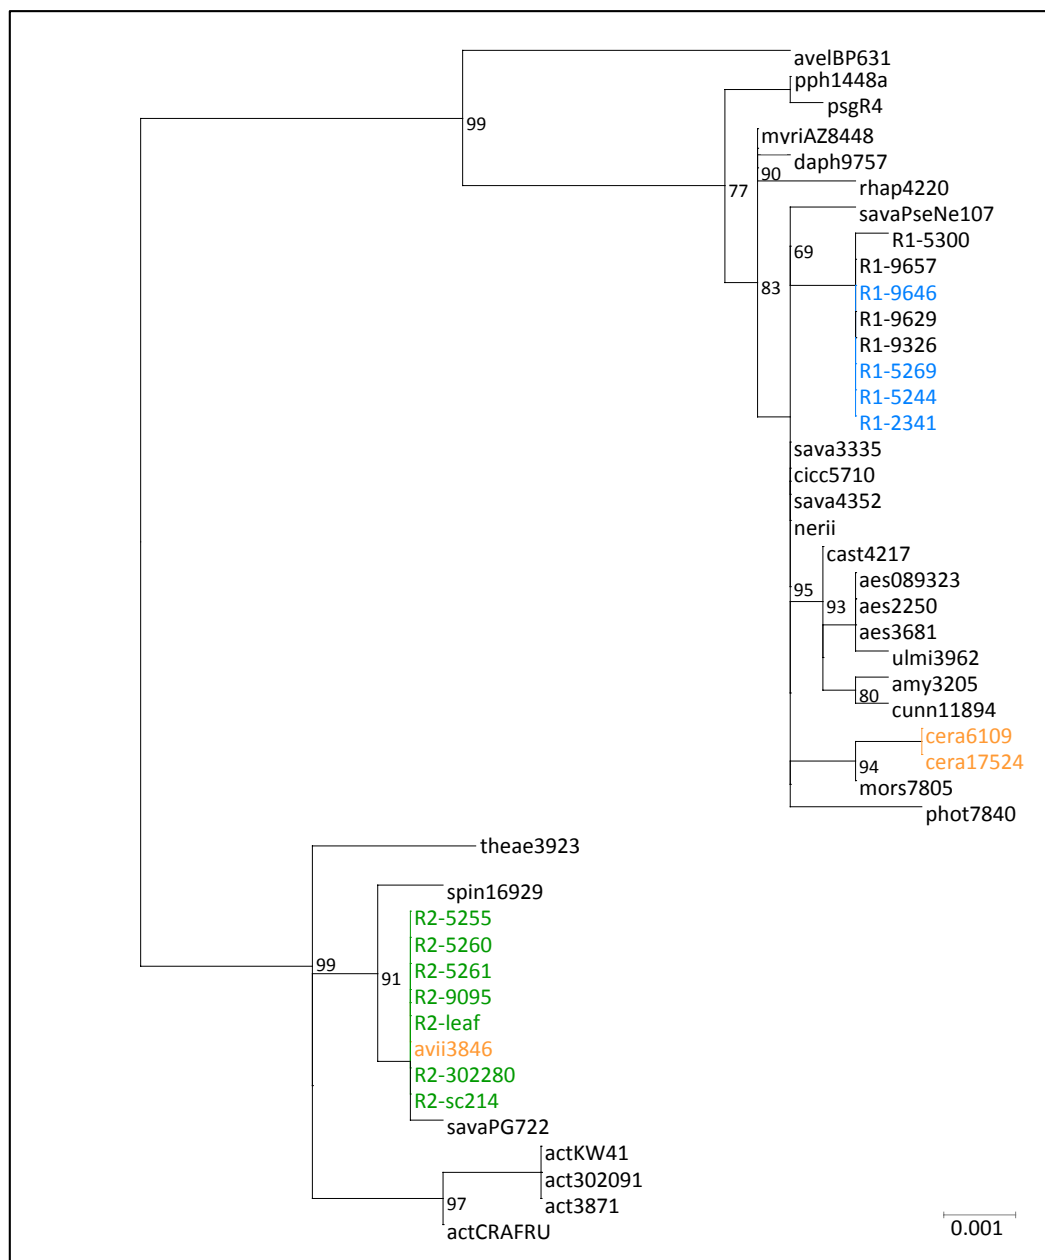 avelBP631
pph1448a
psgR4
99
myriAZ8448
daph9757
90
rhap4220
77
savaPseNe107
R1-5300
69
R1-9657
83
R1-9646
R1-9629
R1-9326
R1-5269
R1-5244
R1-2341
sava3335
cicc5710
sava4352
nerii
cast4217
aes089323
95
93
aes2250
aes3681
ulmi3962
amy3205
80
cunn11894
cera6109
94
cera17524
mors7805
phot7840
theae3923
spin16929
R2-5255
R2-5260
99
91
R2-5261
R2-9095
R2-leaf
avii3846
R2-302280
R2-sc214
savaPG722
actKW41
act302091
97
act3871
actCRAFRU
0.001